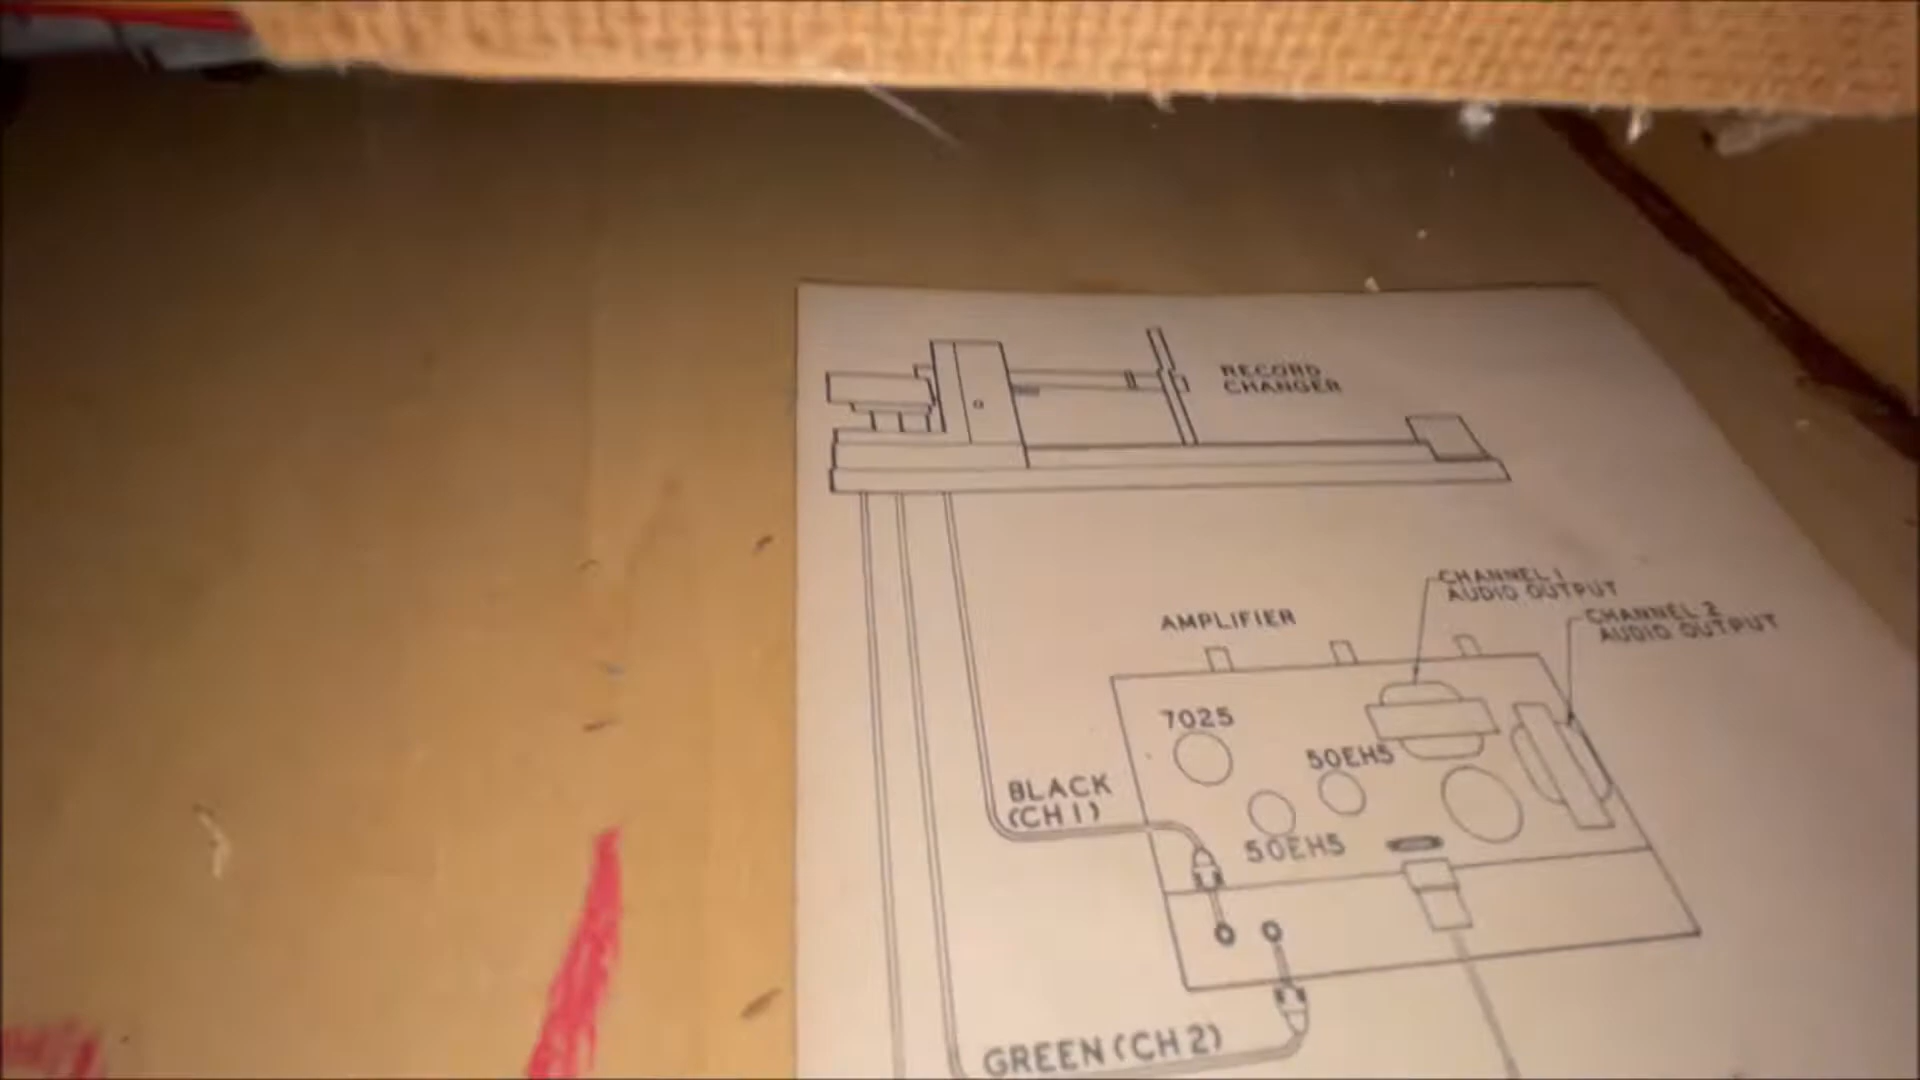 RECORD
CHANGER
CHANNEL 1
AUDIO OUTPUT
CHANNEL 2
AUDIO OUTPUT
AMPLIFIER
7025
50EH5
BLACK
(CH 1)
50EH5
GREEN (CH 2)